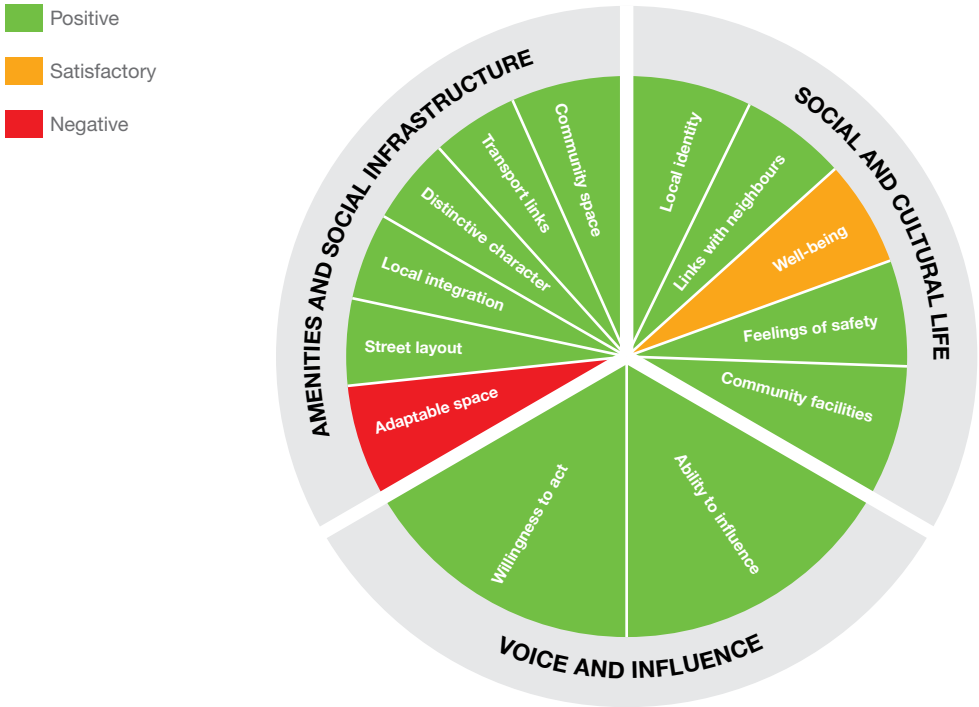 Positive
Satisfactory
Negative
AMENITIES AND SOCIAL INFRASTRUCTURE
Community space
Transport links
Distinctive character
Local integration
Street layout
Adaptable space
SOCIAL AND CULTURAL LIFE
Local identity
Links with neighbours
Well-being
Feelings of safety
Community facilities
VOICE AND INFLUENCE
Willingness to act
Ability to influence